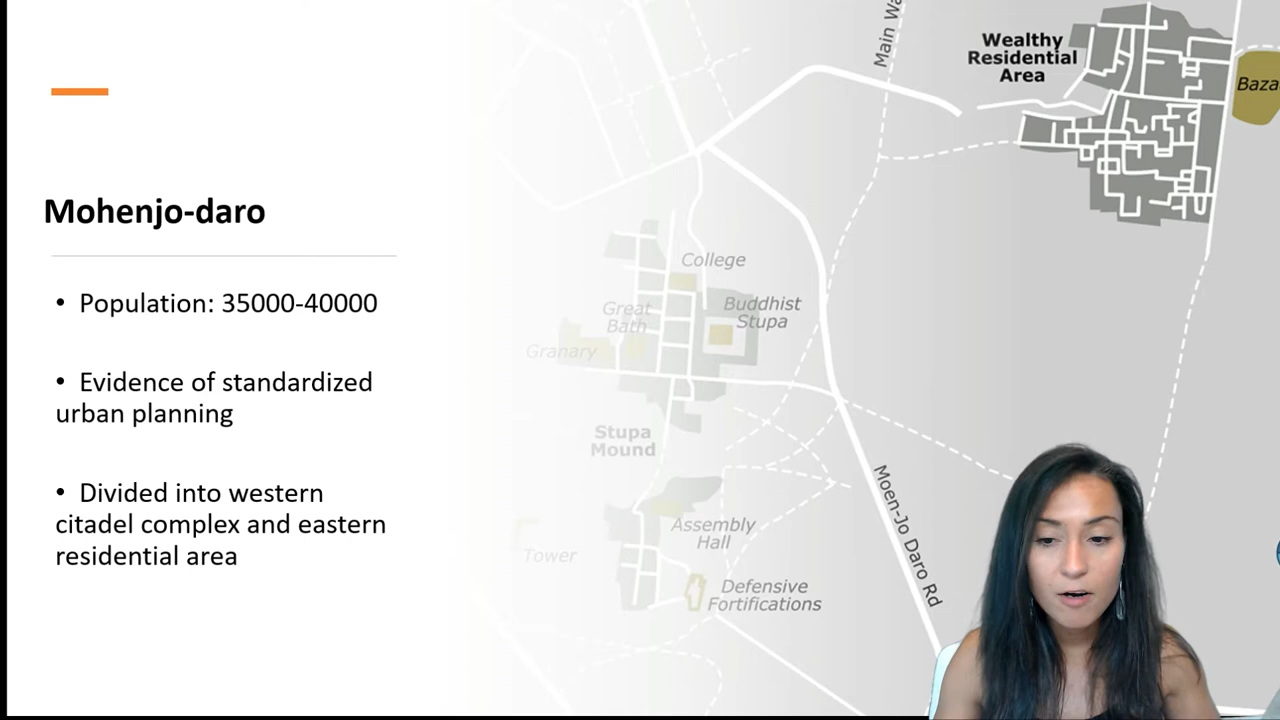 Mohenjo-daro
• Population: 35000-40000
• Evidence of standardized
urban planning
• Divided into western
citadel complex and eastern
residential area
Main Wa
Wealthy
Residential
Area
Baza
College
Great
Bath
Buddhist
Stupa
Granary
Stupa
Mound
Assembly
Hall
Tower
Defensive
Fortifications
Moen-Jo Daro Rd